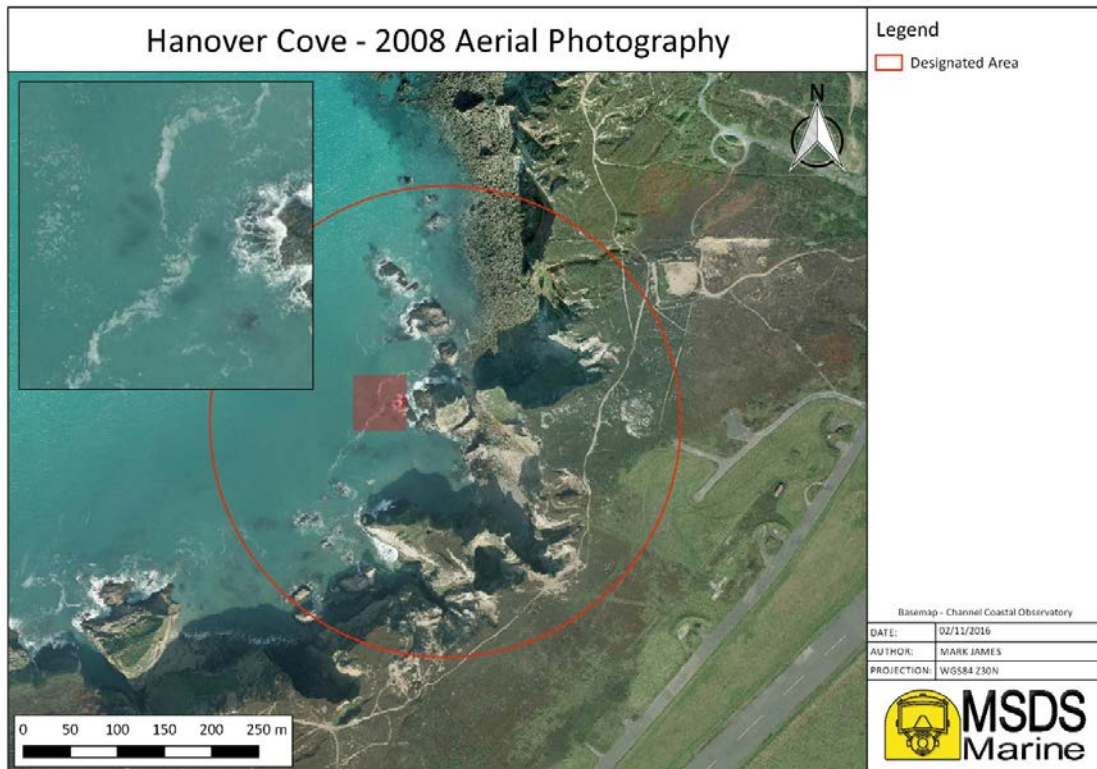 Hanover Cove - 2008 Aerial Photography
N
0 50 100 150 200 250 m
Legend
Designated Area
Basemap - Channel Coastal Observatory
DATE: 02/11/2016
AUTHOR: MARK JAMES
PROJECTION: WGS84 Z30N
MSDS
Marine